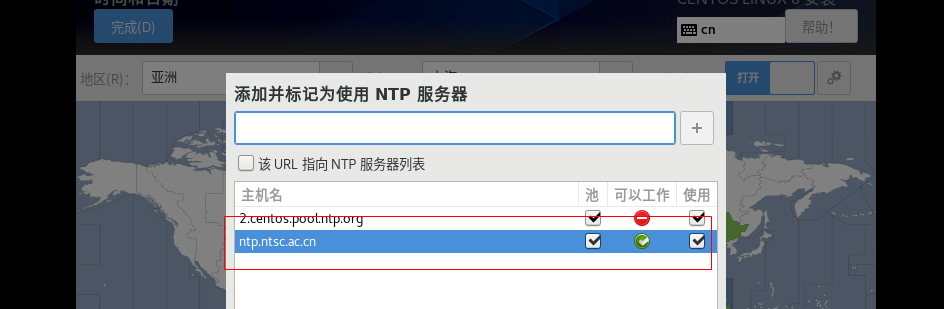 时间和日期
CENTOS LINUX 8 安装
完成(D)
cn
帮助!
地区(R):
亚洲
上海
打开
添加并标记为使用 NTP 服务器
+
该 URL 指向 NTP 服务器列表
主机名 池 可以工作 使用
2.centos.pool.ntp.org
ntp.ntsc.ac.cn